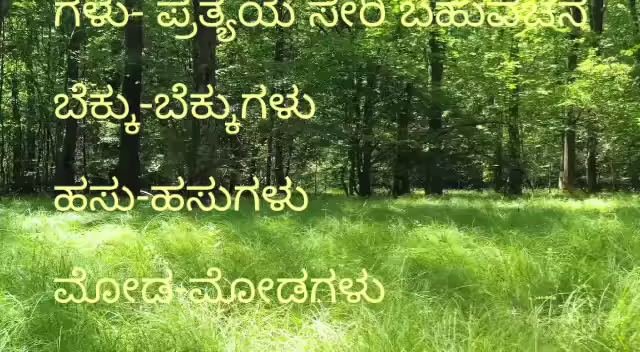 ಗಳು- ಪ್ರತ್ಯಯ ಸೇರಿ ಬಹುವಚನ
ಬೆಕ್ಕು-ಬೆಕ್ಕುಗಳು
ಹಸು-ಹಸುಗಳು
ಮೋಡ-ಮೋಡಗಳು